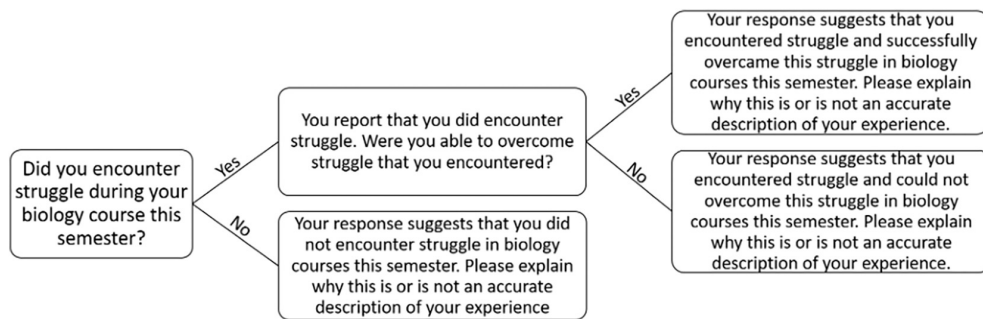 Did you encounter
struggle during your
biology course this
semester?
Yes
No
You report that you did encounter
struggle. Were you able to overcome
struggle that you encountered?
Your response suggests that you did
not encounter struggle in biology
courses this semester. Please explain
why this is or is not an accurate
description of your experience
Yes
No
Your response suggests that you
encountered struggle and successfully
overcame this struggle in biology
courses this semester. Please explain
why this is or is not an accurate
description of your experience.
Your response suggests that you
encountered struggle and could not
overcome this struggle in biology
courses this semester. Please explain
why this is or is not an accurate
description of your experience.